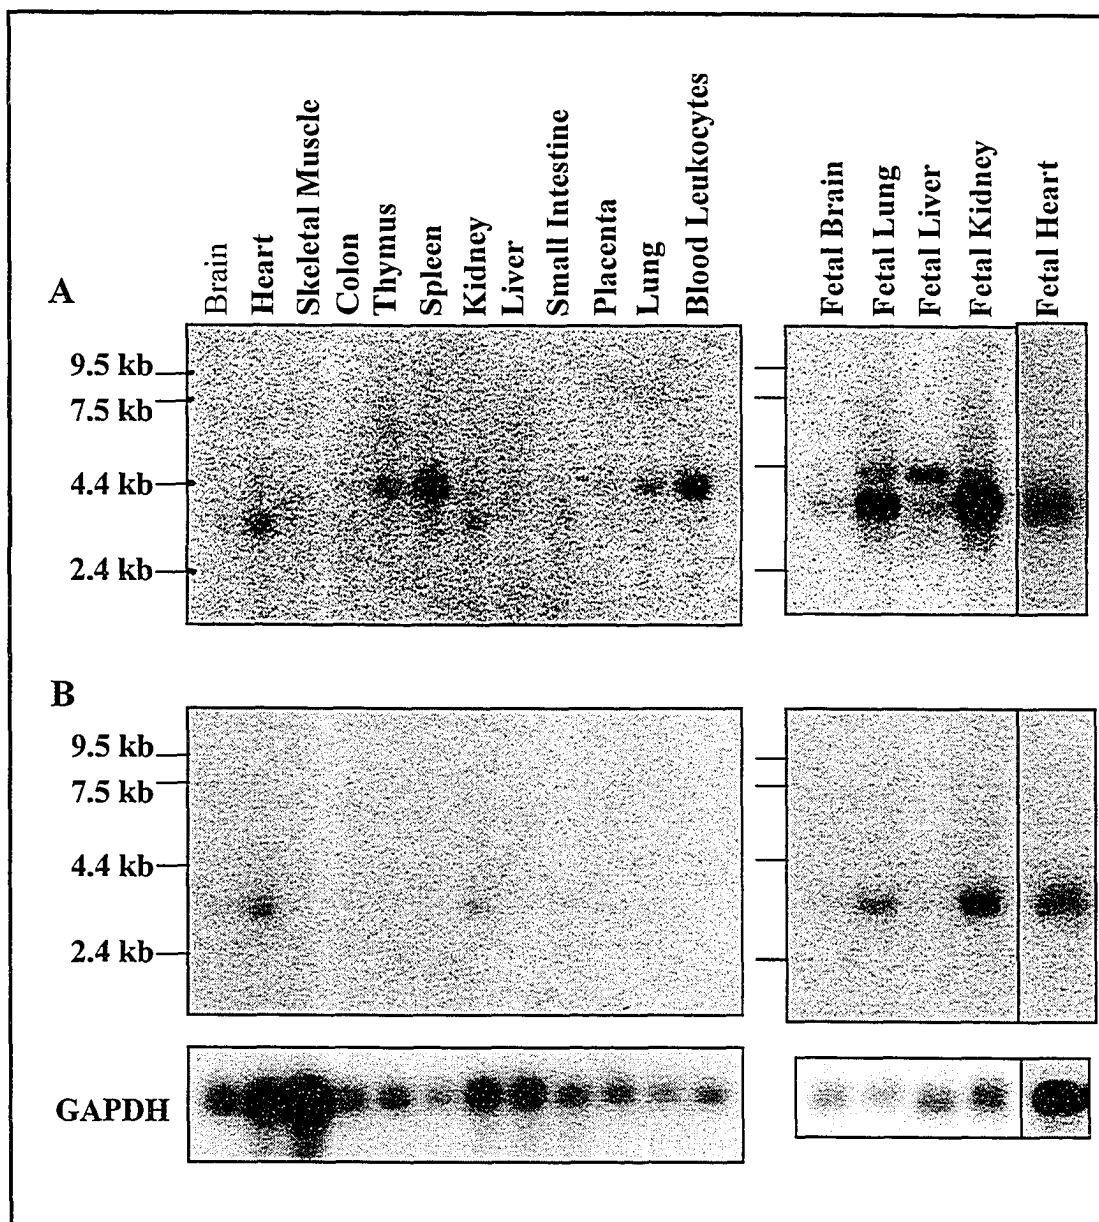 Brain
Heart
Skeletal Muscle
Colon
Thymus
Spleen
Kidney
Liver
Small Intestine
Placenta
Lung
Blood Leukocytes
Fetal Brain
Fetal Lung
Fetal Liver
Fetal Kidney
Fetal Heart
A
9.5 kb
7.5 kb
4.4 kb
2.4 kb
B
9.5 kb
7.5 kb
4.4 kb
2.4 kb
GAPDH